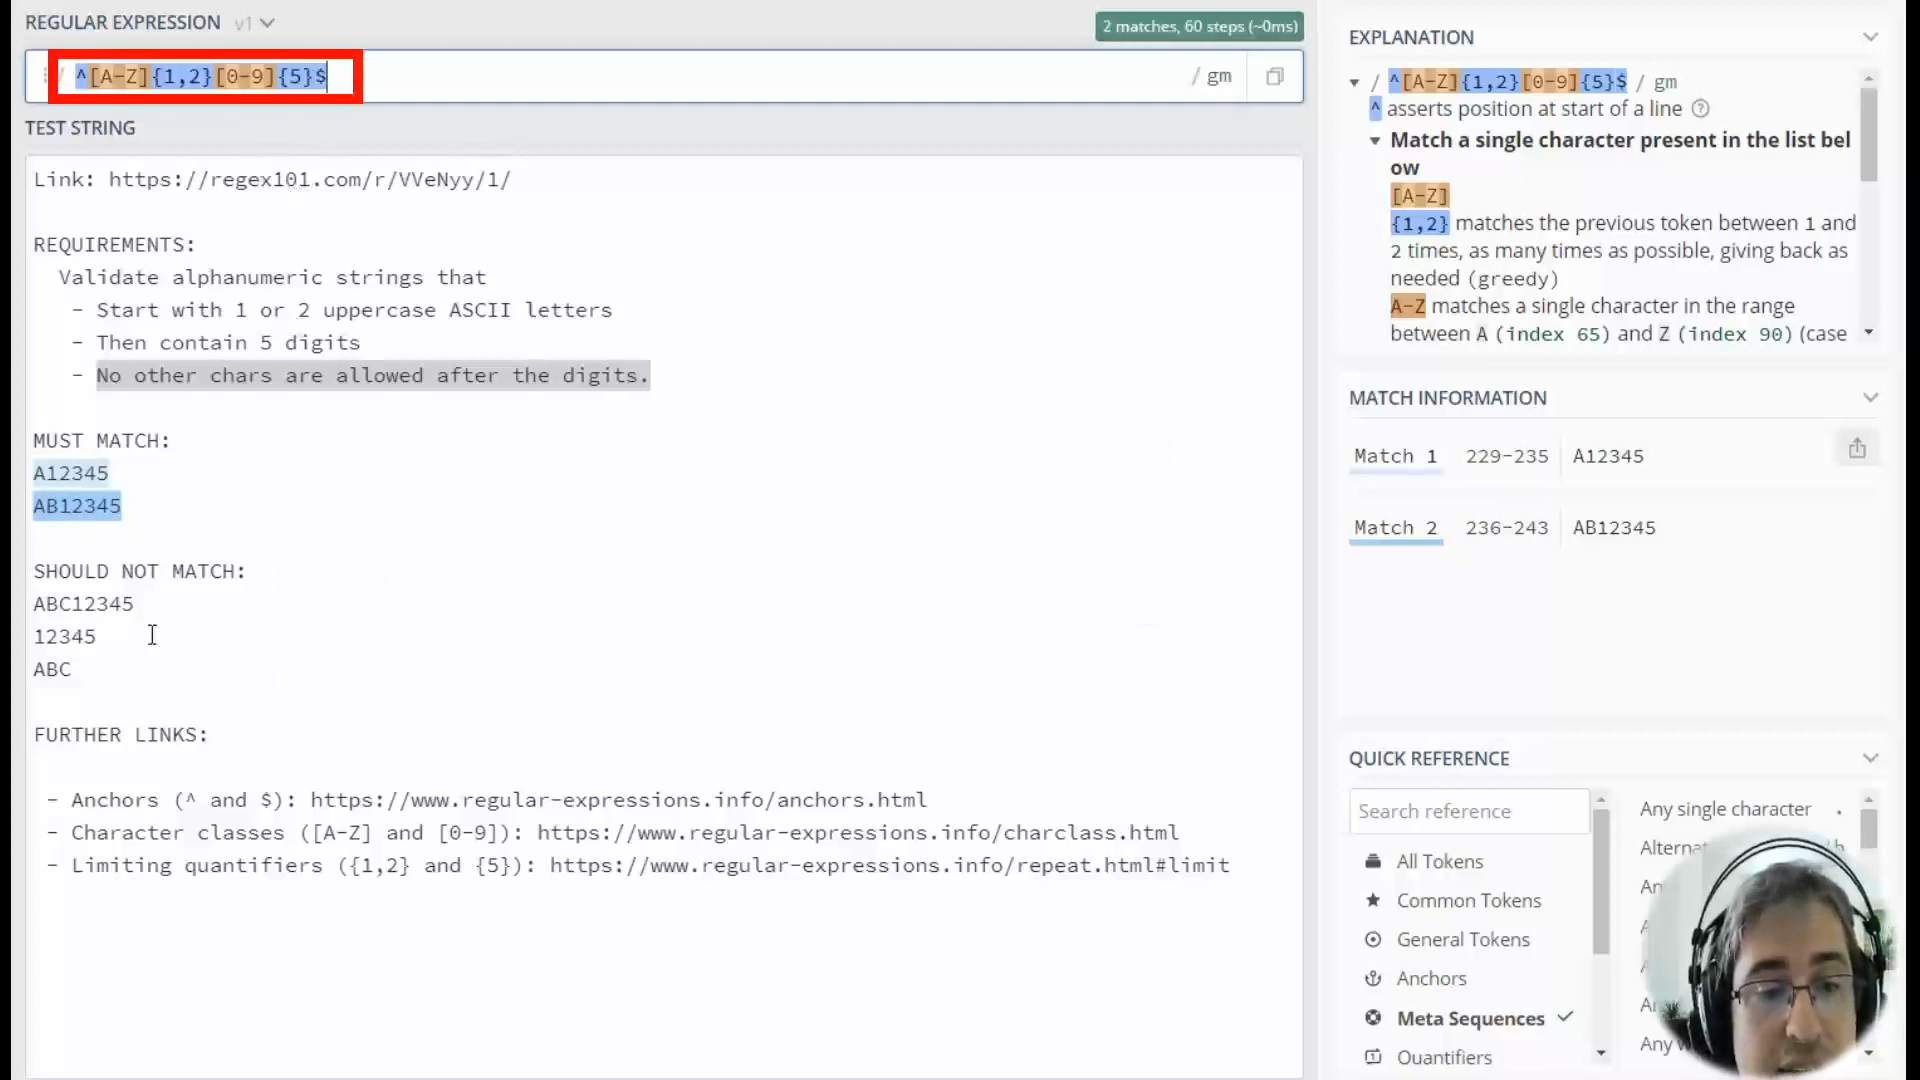 REGULAR EXPRESSION v1
2 matches, 60 steps (~0ms)
/ ^[A-Z]{1,2}[0-9]{5}$ / gm
TEST STRING
Link: https://regex101.com/r/VVeNyy/1/
REQUIREMENTS:
Validate alphanumeric strings that
- Start with 1 or 2 uppercase ASCII letters
- Then contain 5 digits
- No other chars are allowed after the digits.
MUST MATCH:
A12345
AB12345
SHOULD NOT MATCH:
ABC12345
12345
ABC
FURTHER LINKS:
- Anchors (^ and $): https://www.regular-expressions.info/anchors.html
- Character classes ([A-Z] and [0-9]): https://www.regular-expressions.info/charclass.html
- Limiting quantifiers ({1,2} and {5}): https://www.regular-expressions.info/repeat.html#limit
EXPLANATION
/ ^[A-Z]{1,2}[0-9]{5}$ / gm
^ asserts position at start of a line
Match a single character present in the list bel
ow
[A-Z]
{1,2} matches the previous token between 1 and
2 times, as many times as possible, giving back as
needed (greedy)
A-Z matches a single character in the range
between A (index 65) and Z (index 90) (case
MATCH INFORMATION
Match 1 229-235 A12345
Match 2 236-243 AB12345
QUICK REFERENCE
Search reference
All Tokens
Common Tokens
General Tokens
Anchors
Meta Sequences
Quantifiers
Any single character .